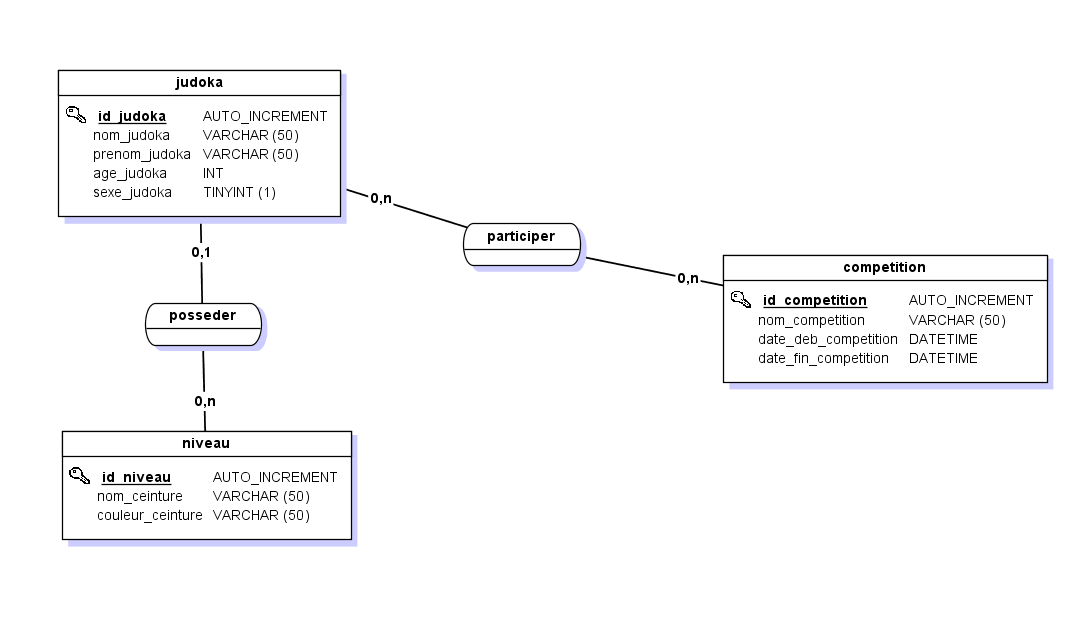 judoka
id_judoka AUTO_INCREMENT
nom_judoka VARCHAR (50)
prenom_judoka VARCHAR (50)
age_judoka INT
sexe_judoka TINYINT (1)
0,n
participer
0,n
0,1
posseder
0,n
competition
id_competition AUTO_INCREMENT
nom_competition VARCHAR (50)
date_deb_competition DATETIME
date_fin_competition DATETIME
niveau
id_niveau AUTO_INCREMENT
nom_ceinture VARCHAR (50)
couleur_ceinture VARCHAR (50)